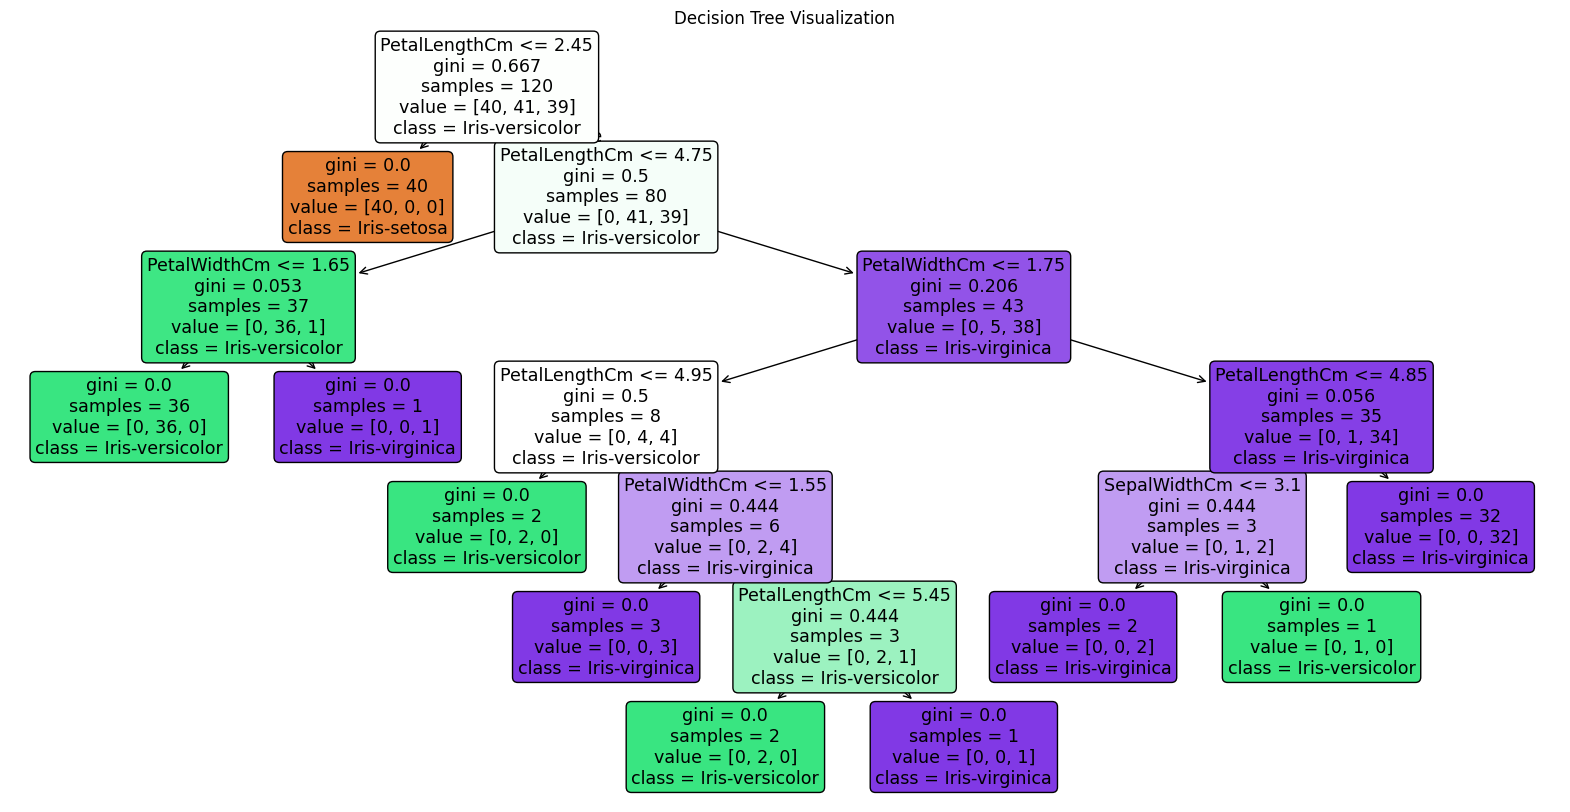 Decision Tree Visualization
PetalLengthCm <= 2.45
gini = 0.667
samples = 120
value = [40, 41, 39]
class = Iris-versicolor
gini = 0.0
samples = 40
value = [40, 0, 0]
class = Iris-setosa
PetalLengthCm <= 4.75
gini = 0.5
samples = 80
value = [0, 41, 39]
class = Iris-versicolor
PetalWidthCm <= 1.65
gini = 0.053
samples = 37
value = [0, 36, 1]
class = Iris-versicolor
PetalWidthCm <= 1.75
gini = 0.206
samples = 43
value = [0, 5, 38]
class = Iris-virginica
gini = 0.0
samples = 36
value = [0, 36, 0]
class = Iris-versicolor
gini = 0.0
samples = 1
value = [0, 0, 1]
class = Iris-virginica
PetalLengthCm <= 4.95
gini = 0.5
samples = 8
value = [0, 4, 4]
class = Iris-versicolor
PetalLengthCm <= 4.85
gini = 0.056
samples = 35
value = [0, 1, 34]
class = Iris-virginica
gini = 0.0
samples = 2
value = [0, 2, 0]
class = Iris-versicolor
PetalWidthCm <= 1.55
gini = 0.444
samples = 6
value = [0, 2, 4]
class = Iris-virginica
SepalWidthCm <= 3.1
gini = 0.444
samples = 3
value = [0, 1, 2]
class = Iris-virginica
gini = 0.0
samples = 32
value = [0, 0, 32]
class = Iris-virginica
gini = 0.0
samples = 3
value = [0, 0, 3]
class = Iris-virginica
PetalLengthCm <= 5.45
gini = 0.444
samples = 3
value = [0, 2, 1]
class = Iris-versicolor
gini = 0.0
samples = 2
value = [0, 0, 2]
class = Iris-virginica
gini = 0.0
samples = 1
value = [0, 1, 0]
class = Iris-versicolor
gini = 0.0
samples = 2
value = [0, 2, 0]
class = Iris-versicolor
gini = 0.0
samples = 1
value = [0, 0, 1]
class = Iris-virginica